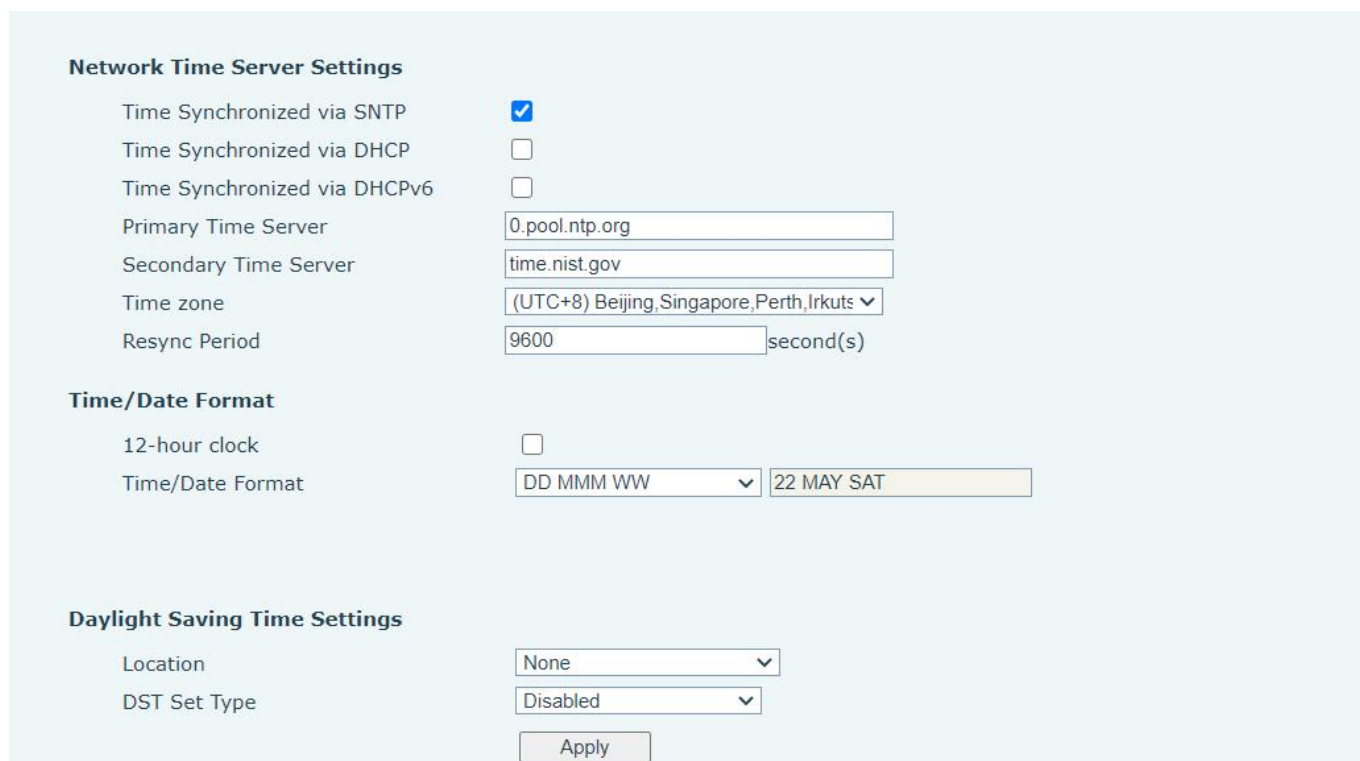 Network Time Server Settings
Time Synchronized via SNTP
Time Synchronized via DHCP
Time Synchronized via DHCPv6
Primary Time Server 0.pool.ntp.org
Secondary Time Server time.nist.gov
Time zone (UTC+8) Beijing,Singapore,Perth,Irkuts
Resync Period 9600 second(s)
Time/Date Format
12-hour clock
Time/Date Format DD MMM WW 22 MAY SAT
Daylight Saving Time Settings
Location None
DST Set Type Disabled
Apply